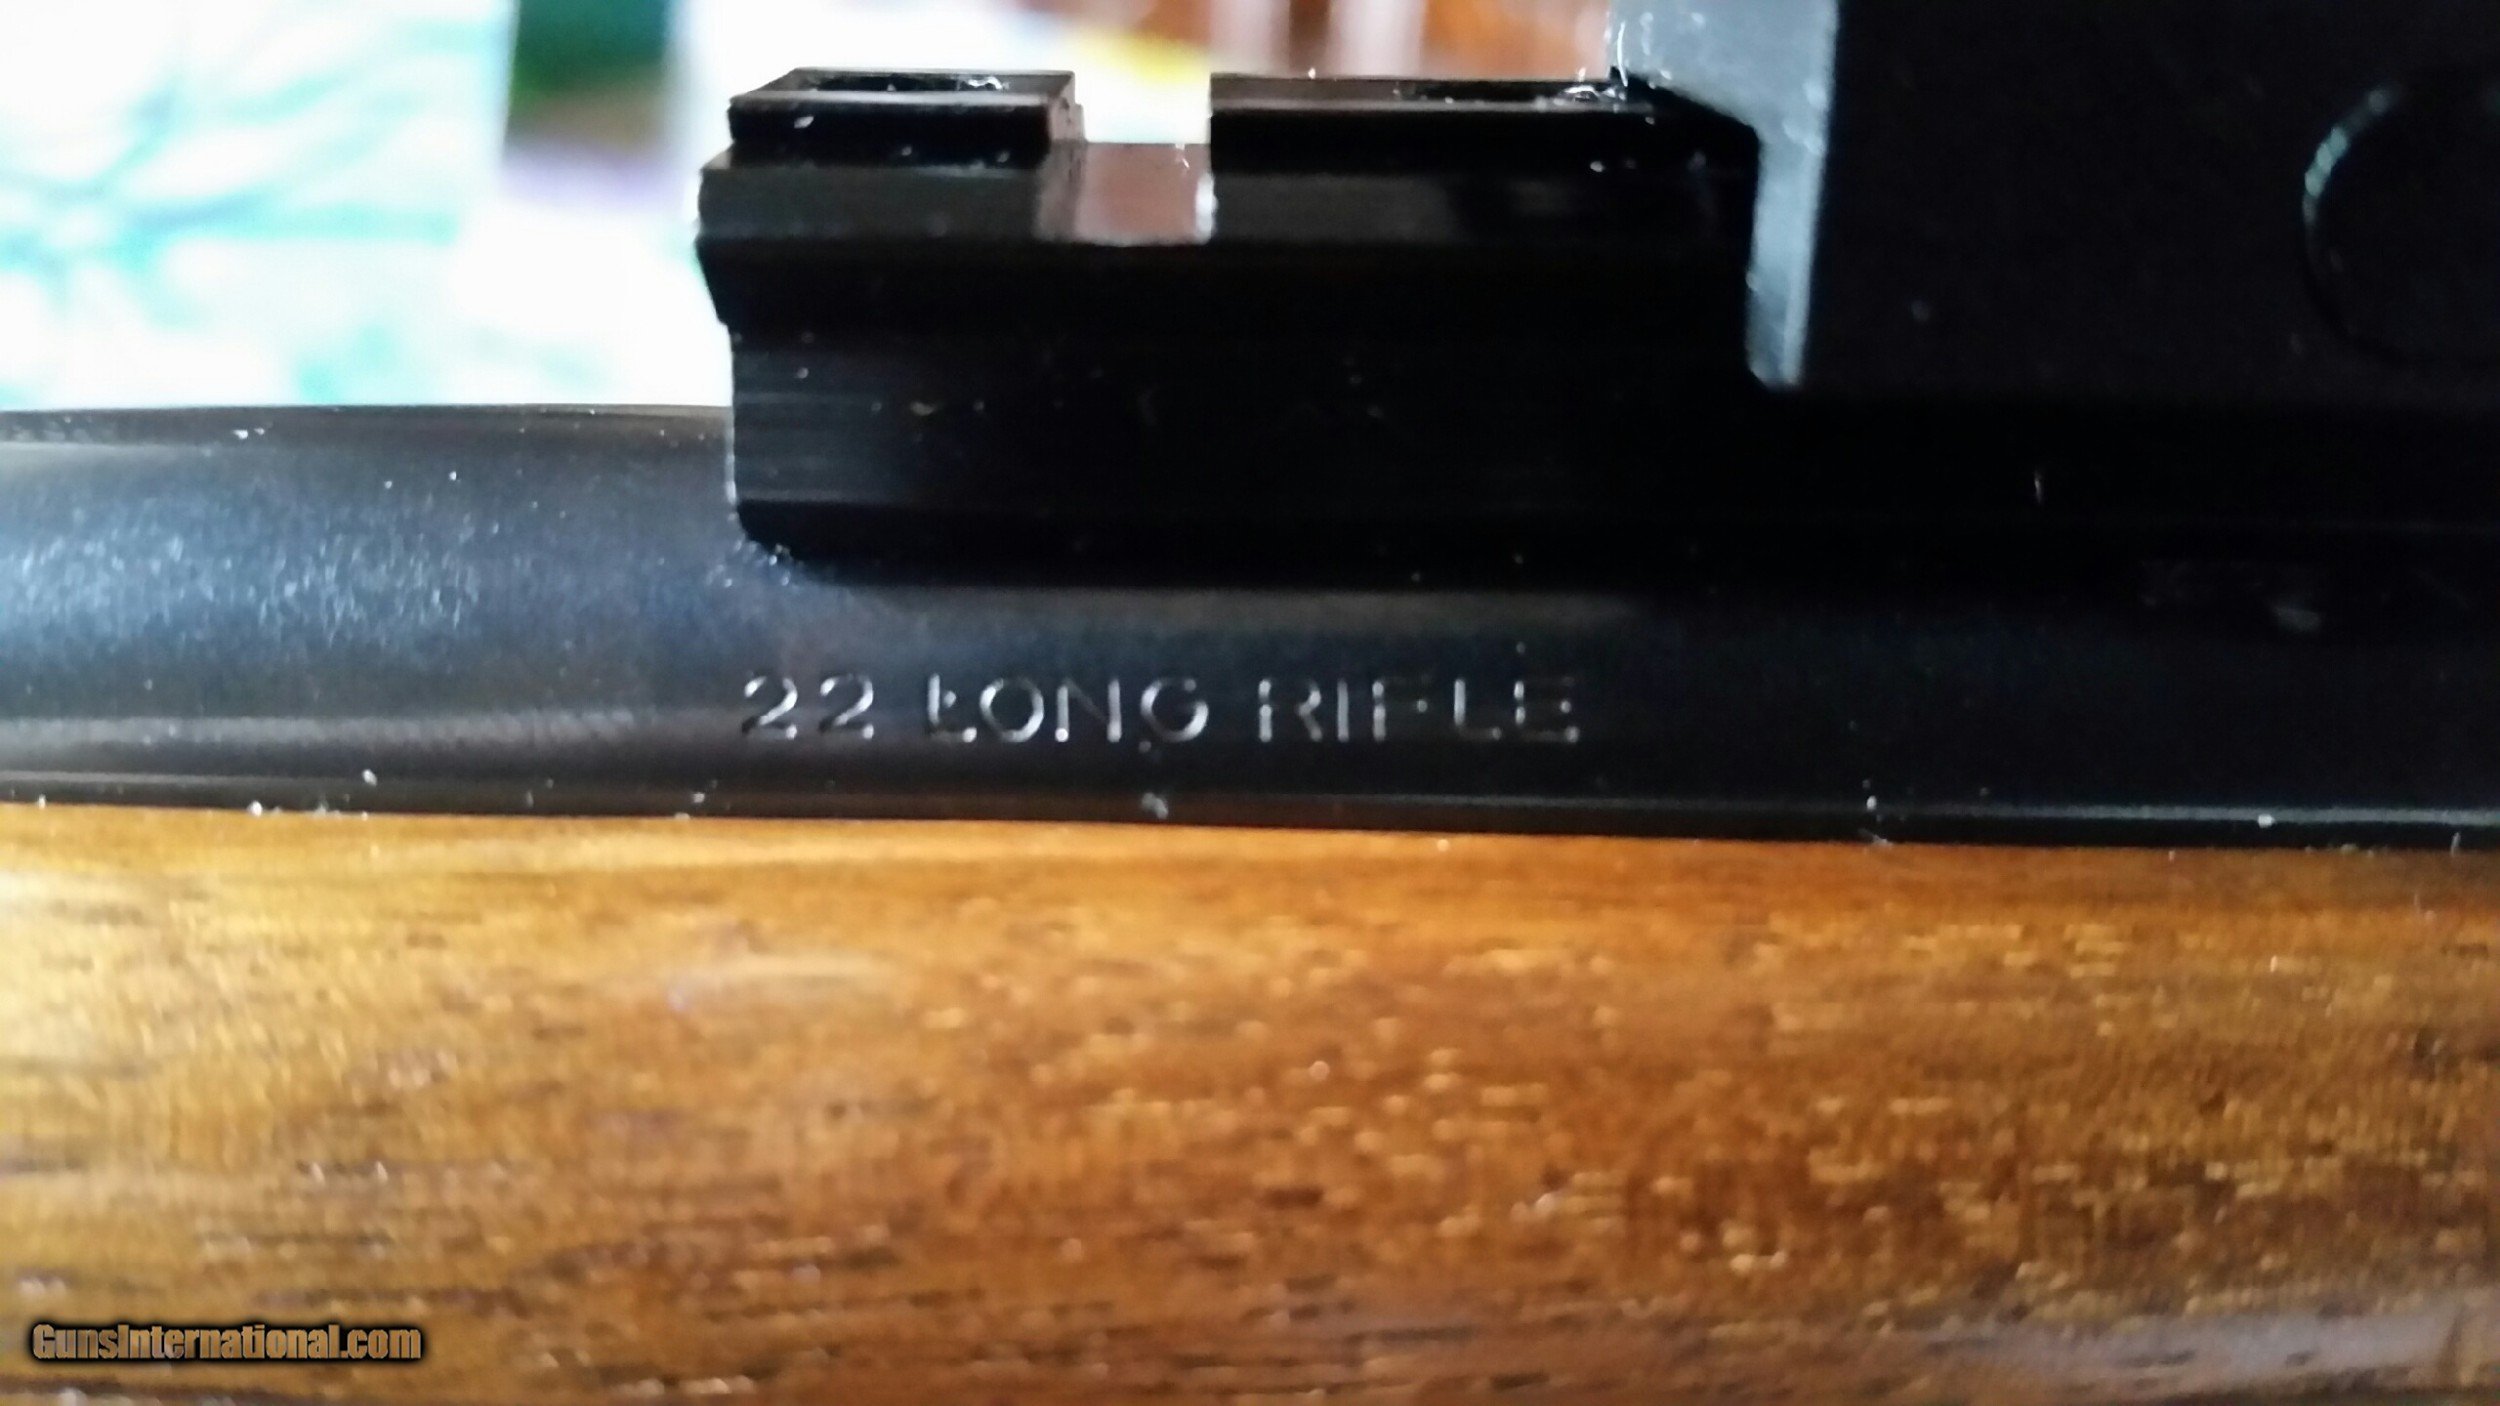 22 LONG RIFLE
GunsInternational.com